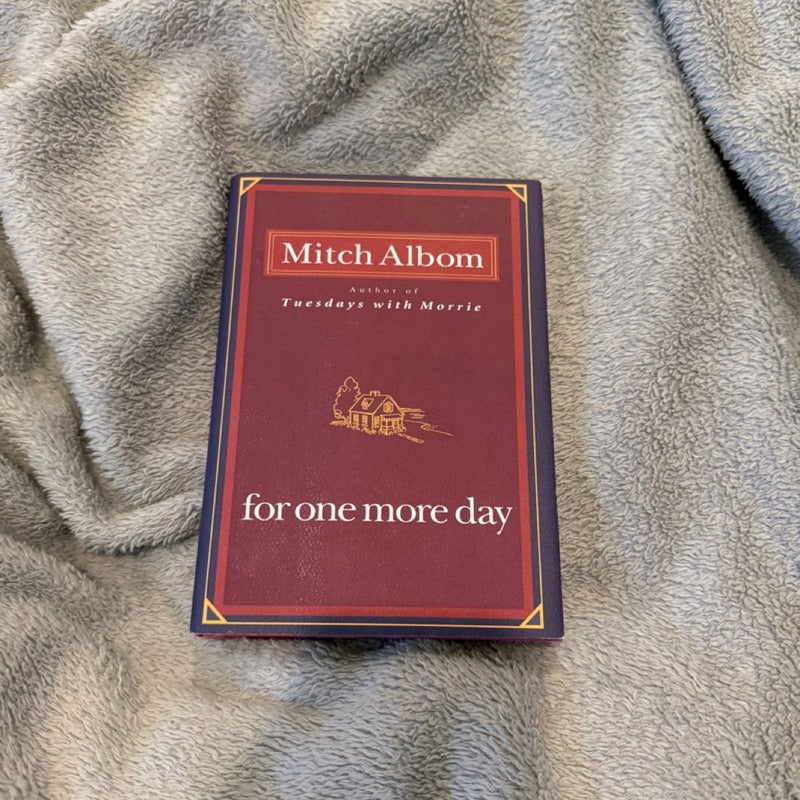 Mitch Albom
Author of
Tuesdays with Morrie
for one more day